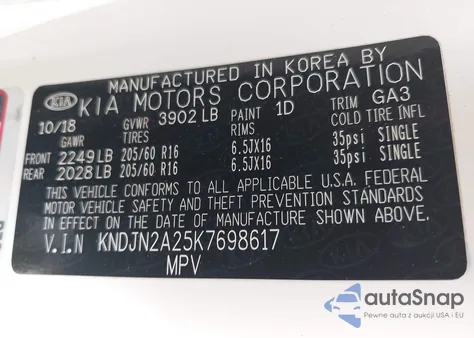 MANUFACTURED IN KOREA BY
KIA KIA MOTORS CORPORATION
10/18 GVWR 3902 LB PAINT 1D TRIM GA3
GAWR TIRES RIMS COLD TIRE INFL
FRONT 2249 LB 205/60 R16 6.5JX16 35psi SINGLE
REAR 2028 LB 205/60 R16 6.5JX16 35psi SINGLE
THIS VEHICLE CONFORMS TO ALL APPLICABLE U.S.A. FEDERAL
MOTOR VEHICLE SAFETY AND THEFT PREVENTION STANDARDS
IN EFFECT ON THE DATE OF MANUFACTURE SHOWN ABOVE.
V.I.N KNDJN2A25K7698617
MPV
autoSnap
Pewne auta z aukcji USA i EU